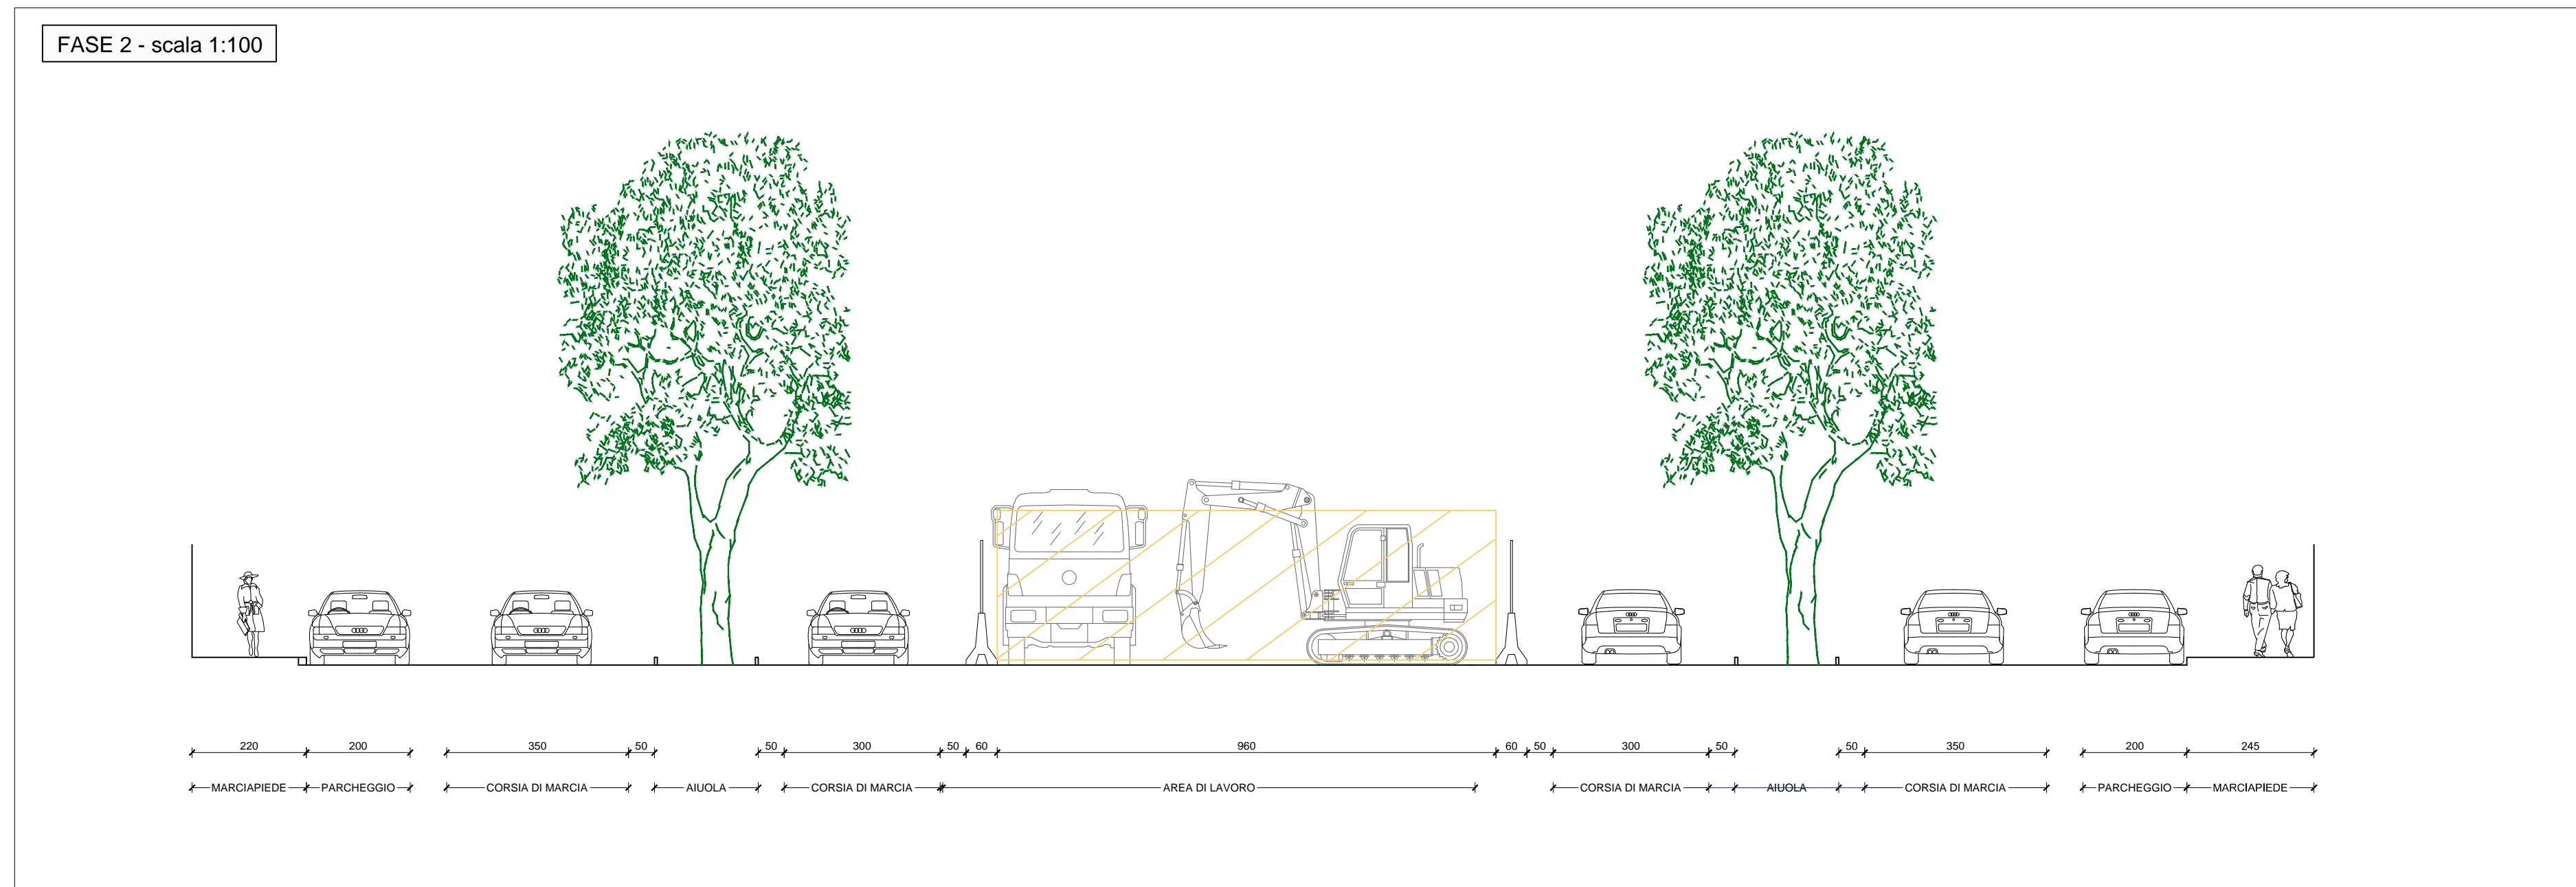 FASE 2 - scala 1:100
220 200 350 50 50 300 50 60 960 60 50 300 50 50 350 200 245
MARCIAPIEDE PARCHEGGIO CORSIA DI MARCIA AIUOLA CORSIA DI MARCIA AREA DI LAVORO CORSIA DI MARCIA AIUOLA CORSIA DI MARCIA PARCHEGGIO MARCIAPIEDE